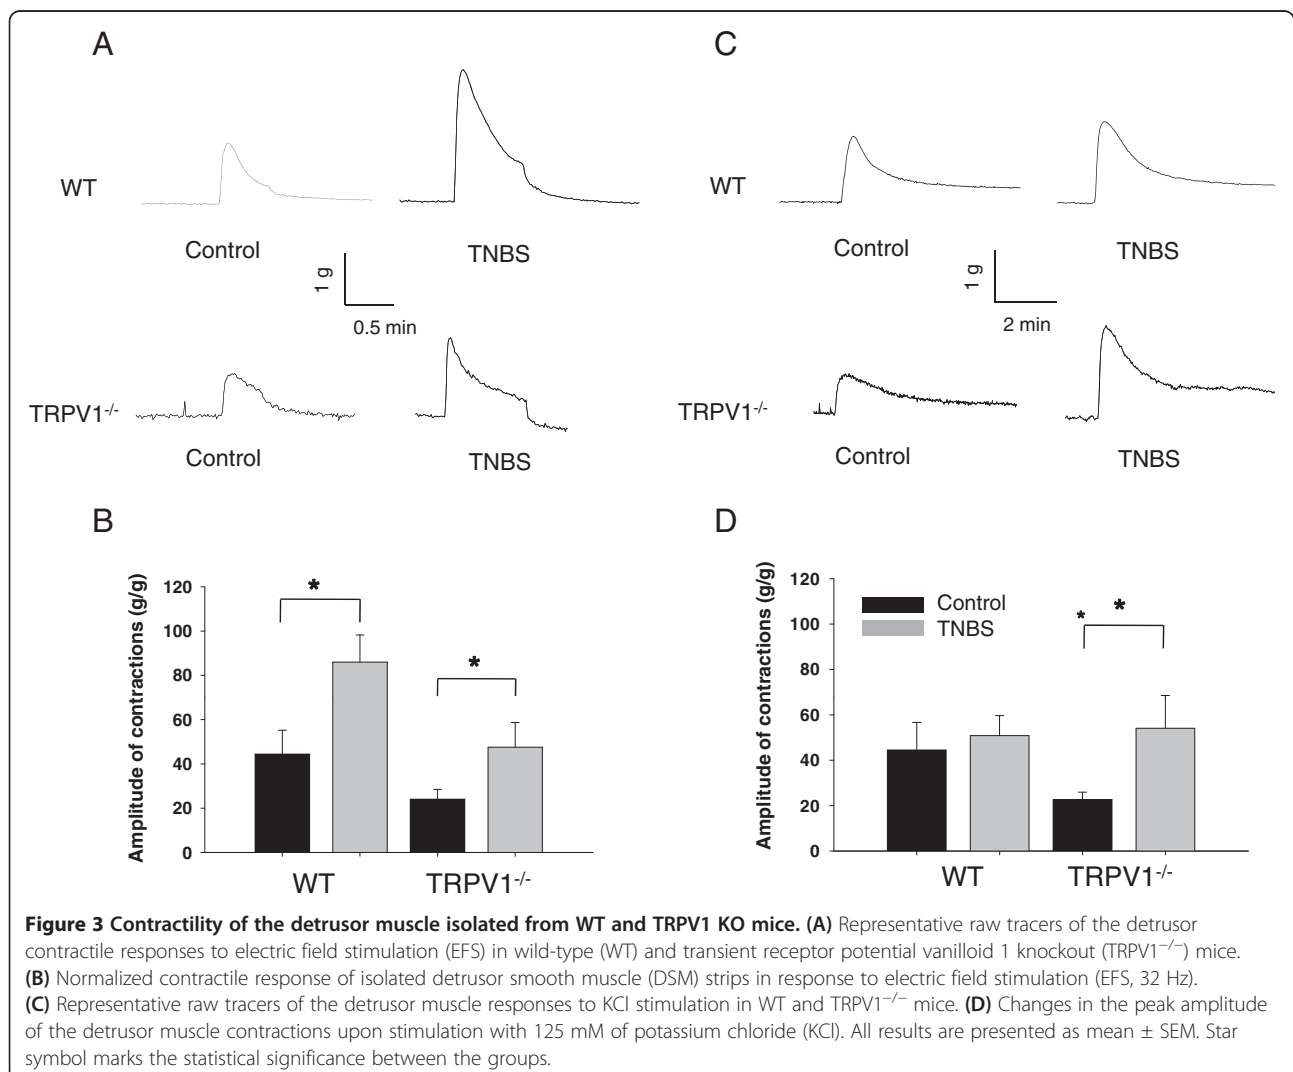 A
WT
Control
TNBS
1 g
0.5 min
TRPV1-/-
Control
TNBS
C
WT
Control
TNBS
1 g
2 min
TRPV1-/-
Control
TNBS
B
Amplitude of contractions (g/g)
120
100
80
60
40
20
0
*
*
WT
TRPV1-/-
D
Amplitude of contractions (g/g)
120
100
80
60
40
20
0
Control
TNBS
* *
WT
TRPV1-/-
Figure 3 Contractility of the detrusor muscle isolated from WT and TRPV1 KO mice. (A) Representative raw tracers of the detrusor
contractile responses to electric field stimulation (EFS) in wild-type (WT) and transient receptor potential vanilloid 1 knockout (TRPV1−/−) mice.
(B) Normalized contractile response of isolated detrusor smooth muscle (DSM) strips in response to electric field stimulation (EFS, 32 Hz).
(C) Representative raw tracers of the detrusor muscle responses to KCl stimulation in WT and TRPV1−/− mice. (D) Changes in the peak amplitude
of the detrusor muscle contractions upon stimulation with 125 mM of potassium chloride (KCl). All results are presented as mean ± SEM. Star
symbol marks the statistical significance between the groups.